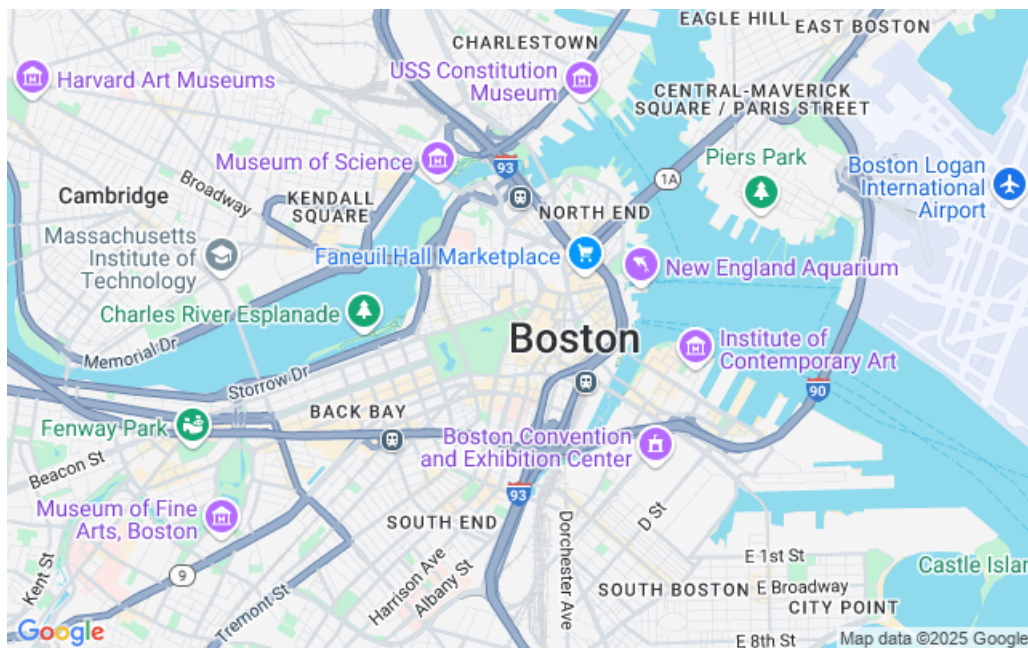 EAGLE HILL
EAST BOSTON
CHARLESTOWN
USS Constitution
Museum
Harvard Art Museums
CENTRAL-MAVERICK
SQUARE / PARIS STREET
Museum of Science
93
1A
Piers Park
Boston Logan
International
Airport
Cambridge
Broadway
KENDALL
SQUARE
NORTH END
Massachusetts
Institute of
Technology
Faneuil Hall Marketplace
New England Aquarium
Charles River Esplanade
Boston
Institute of
Contemporary Art
Memorial Dr
Storrow Dr
90
BACK BAY
Fenway Park
Boston Convention
and Exhibition Center
Beacon St
93
Museum of Fine
Arts, Boston
SOUTH END
D St
Dorchester Ave
E 1st St
Castle Islan
Kent St
9
Harrison Ave
Albany St
SOUTH BOSTON
E Broadway
CITY POINT
Tremont St
Google
E 8th St
Map data ©2025 Google